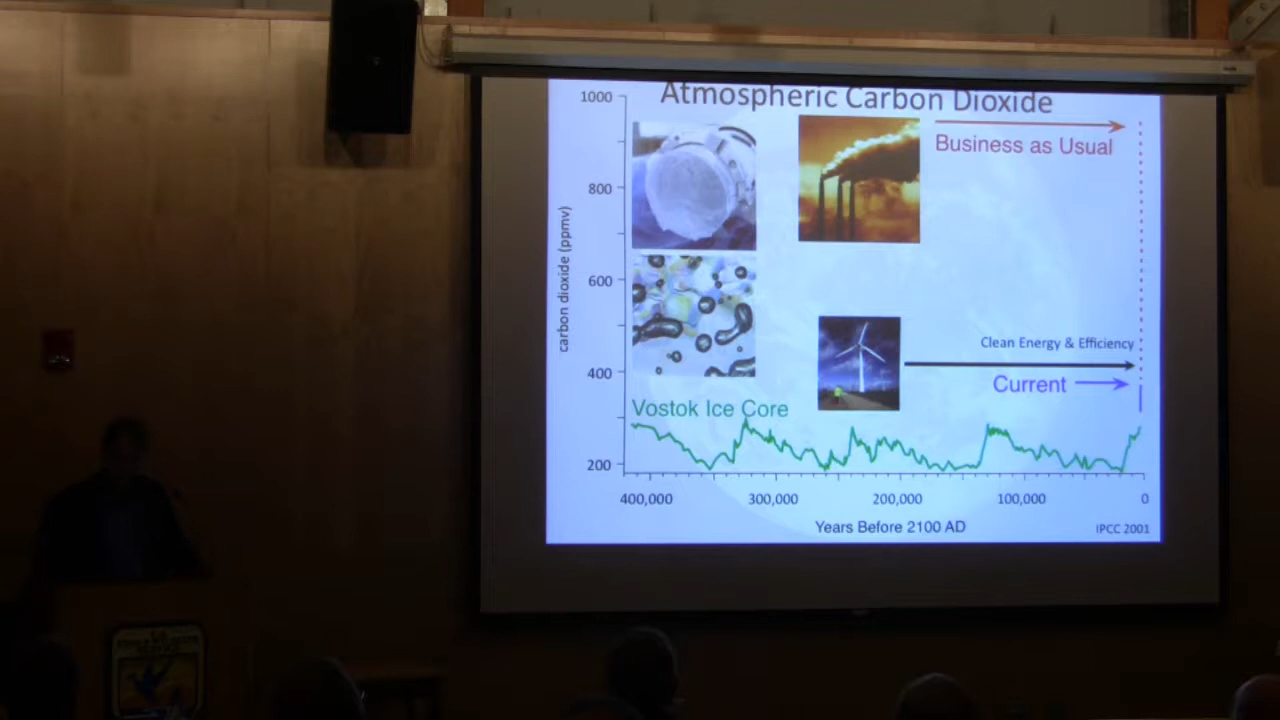 Atmospheric Carbon Dioxide
1000
Business as Usual
800
carbon dioxide (ppmv)
600
Clean Energy & Efficiency
400
Current
Vostok Ice Core
200
400,000 300,000 200,000 100,000 0
Years Before 2100 AD
IPCC 2001